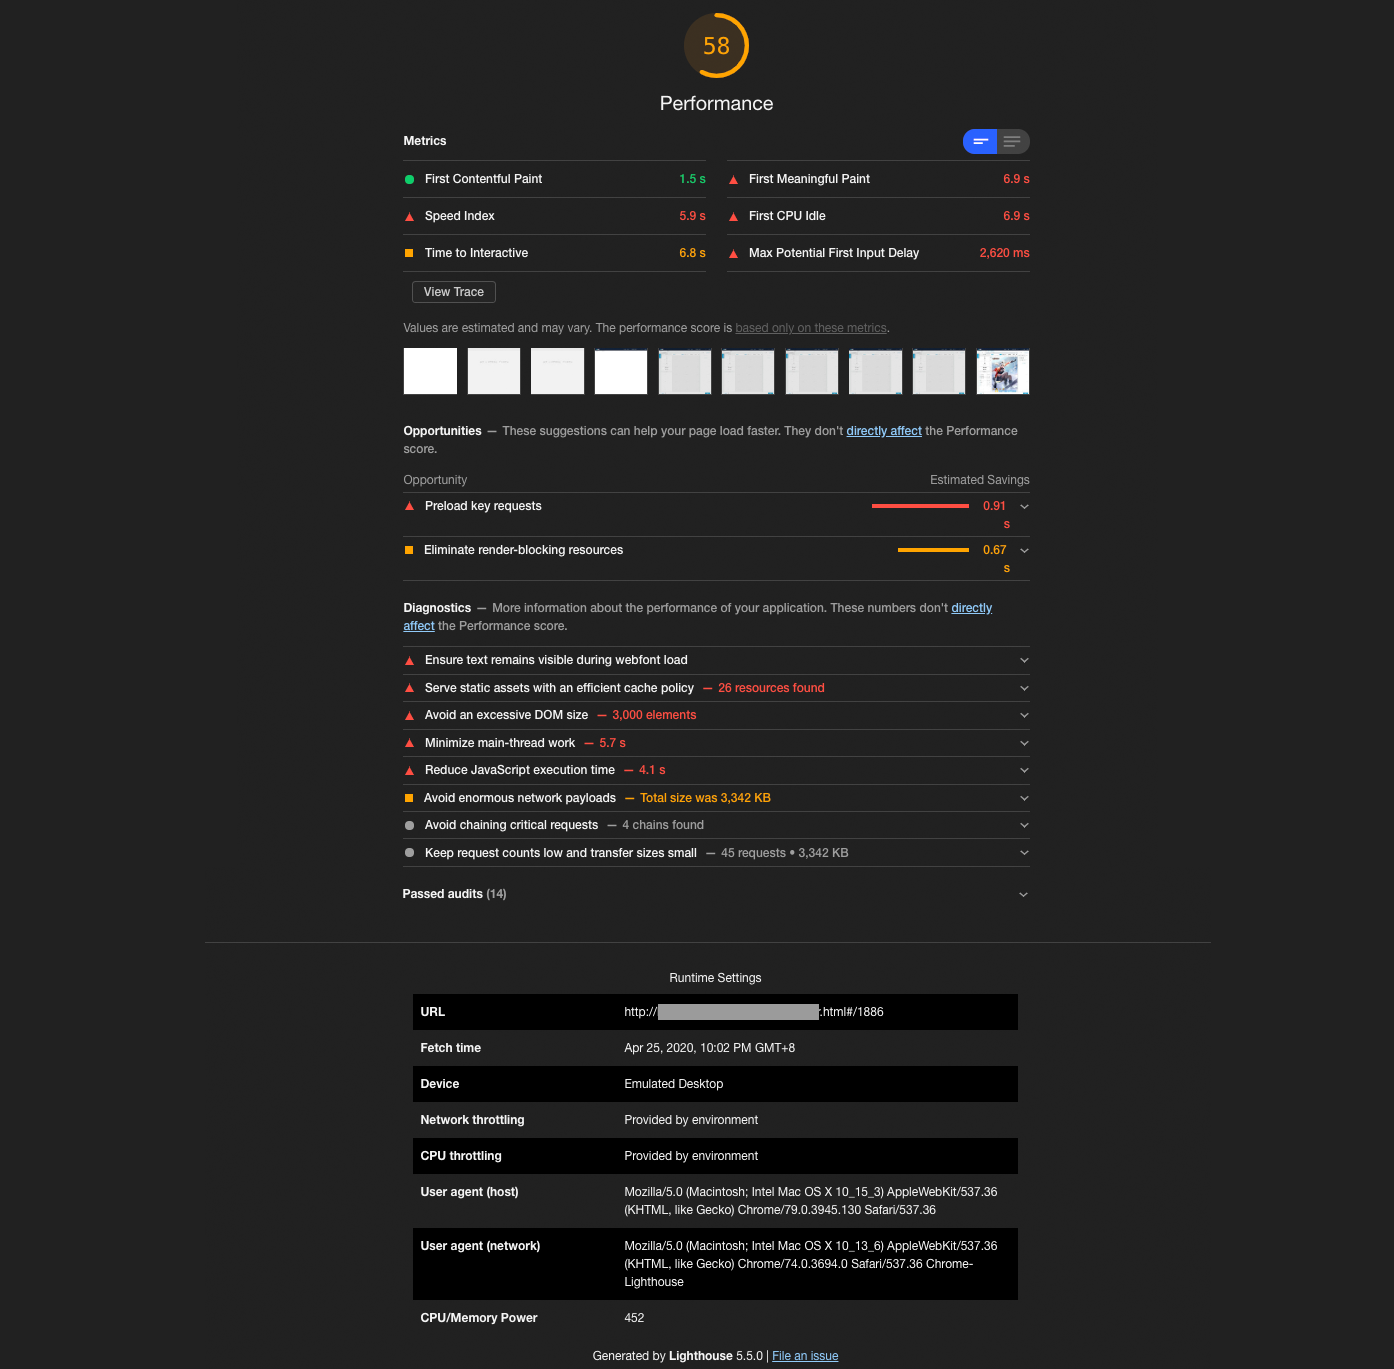 58
Performance
Metrics
First Contentful Paint 1.5 s
First Meaningful Paint 6.9 s
Speed Index 5.9 s
First CPU Idle 6.9 s
Time to Interactive 6.8 s
Max Potential First Input Delay 2,620 ms
View Trace
Values are estimated and may vary. The performance score is based only on these metrics.
Opportunities — These suggestions can help your page load faster. They don't directly affect the Performance
score.
Opportunity Estimated Savings
Preload key requests 0.91
s
Eliminate render-blocking resources 0.67
s
Diagnostics — More information about the performance of your application. These numbers don't directly
affect the Performance score.
Ensure text remains visible during webfont load
Serve static assets with an efficient cache policy — 26 resources found
Avoid an excessive DOM size — 3,000 elements
Minimize main-thread work — 5.7 s
Reduce JavaScript execution time — 4.1 s
Avoid enormous network payloads — Total size was 3,342 KB
Avoid chaining critical requests — 4 chains found
Keep request counts low and transfer sizes small — 45 requests • 3,342 KB
Passed audits (14)
Runtime Settings
URL http:// r.html#/1886
Fetch time Apr 25, 2020, 10:02 PM GMT+8
Device Emulated Desktop
Network throttling Provided by environment
CPU throttling Provided by environment
User agent (host) Mozilla/5.0 (Macintosh; Intel Mac OS X 10_15_3) AppleWebKit/537.36
(KHTML, like Gecko) Chrome/79.0.3945.130 Safari/537.36
User agent (network) Mozilla/5.0 (Macintosh; Intel Mac OS X 10_13_6) AppleWebKit/537.36
(KHTML, like Gecko) Chrome/74.0.3694.0 Safari/537.36 Chrome-
Lighthouse
CPU/Memory Power 452
Generated by Lighthouse 5.5.0 | File an issue